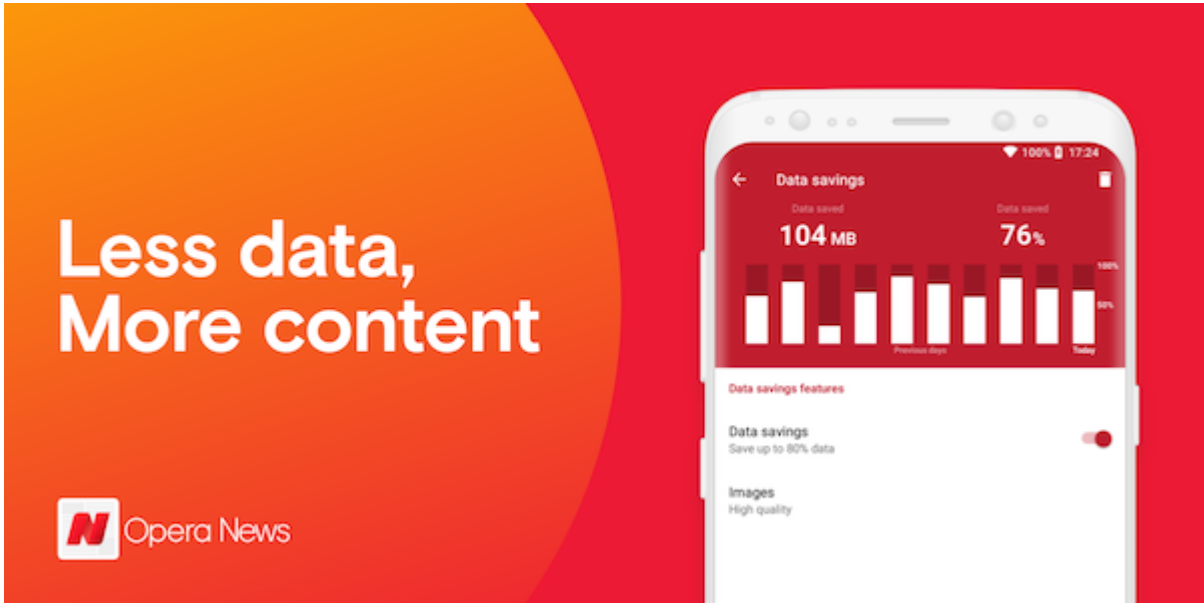 Less data,
More content
Opera News
100% 17:24
Data savings
Data saved Data saved
104 MB 76%
100%
50%
Previous days Today
Data savings features
Data savings
Save up to 80% data
Images
High quality